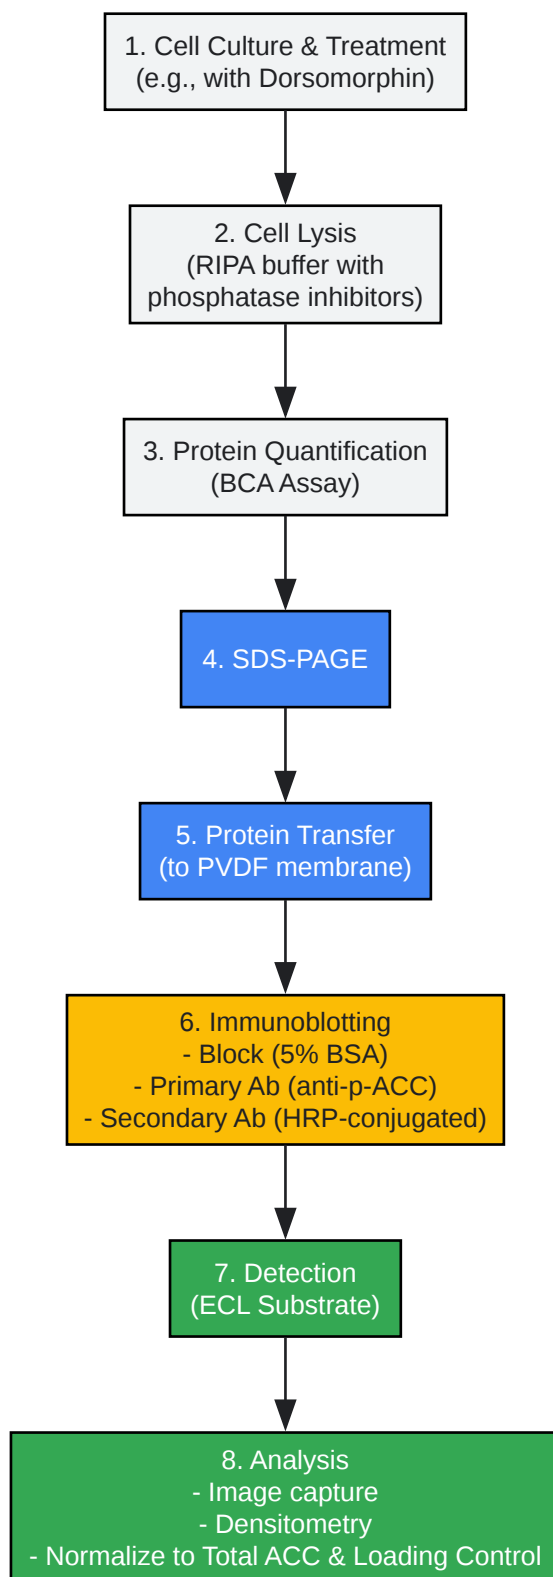 1. Cell Culture & Treatment
(e.g., with Dorsomorphin)
2. Cell Lysis
(RIPA buffer with
phosphatase inhibitors)
3. Protein Quantification
(BCA Assay)
4. SDS-PAGE
5. Protein Transfer
(to PVDF membrane)
6. Immunoblotting
- Block (5% BSA)
- Primary Ab (anti-p-ACC)
- Secondary Ab (HRP-conjugated)
7. Detection
(ECL Substrate)
8. Analysis
- Image capture
- Densitometry
- Normalize to Total ACC & Loading Control